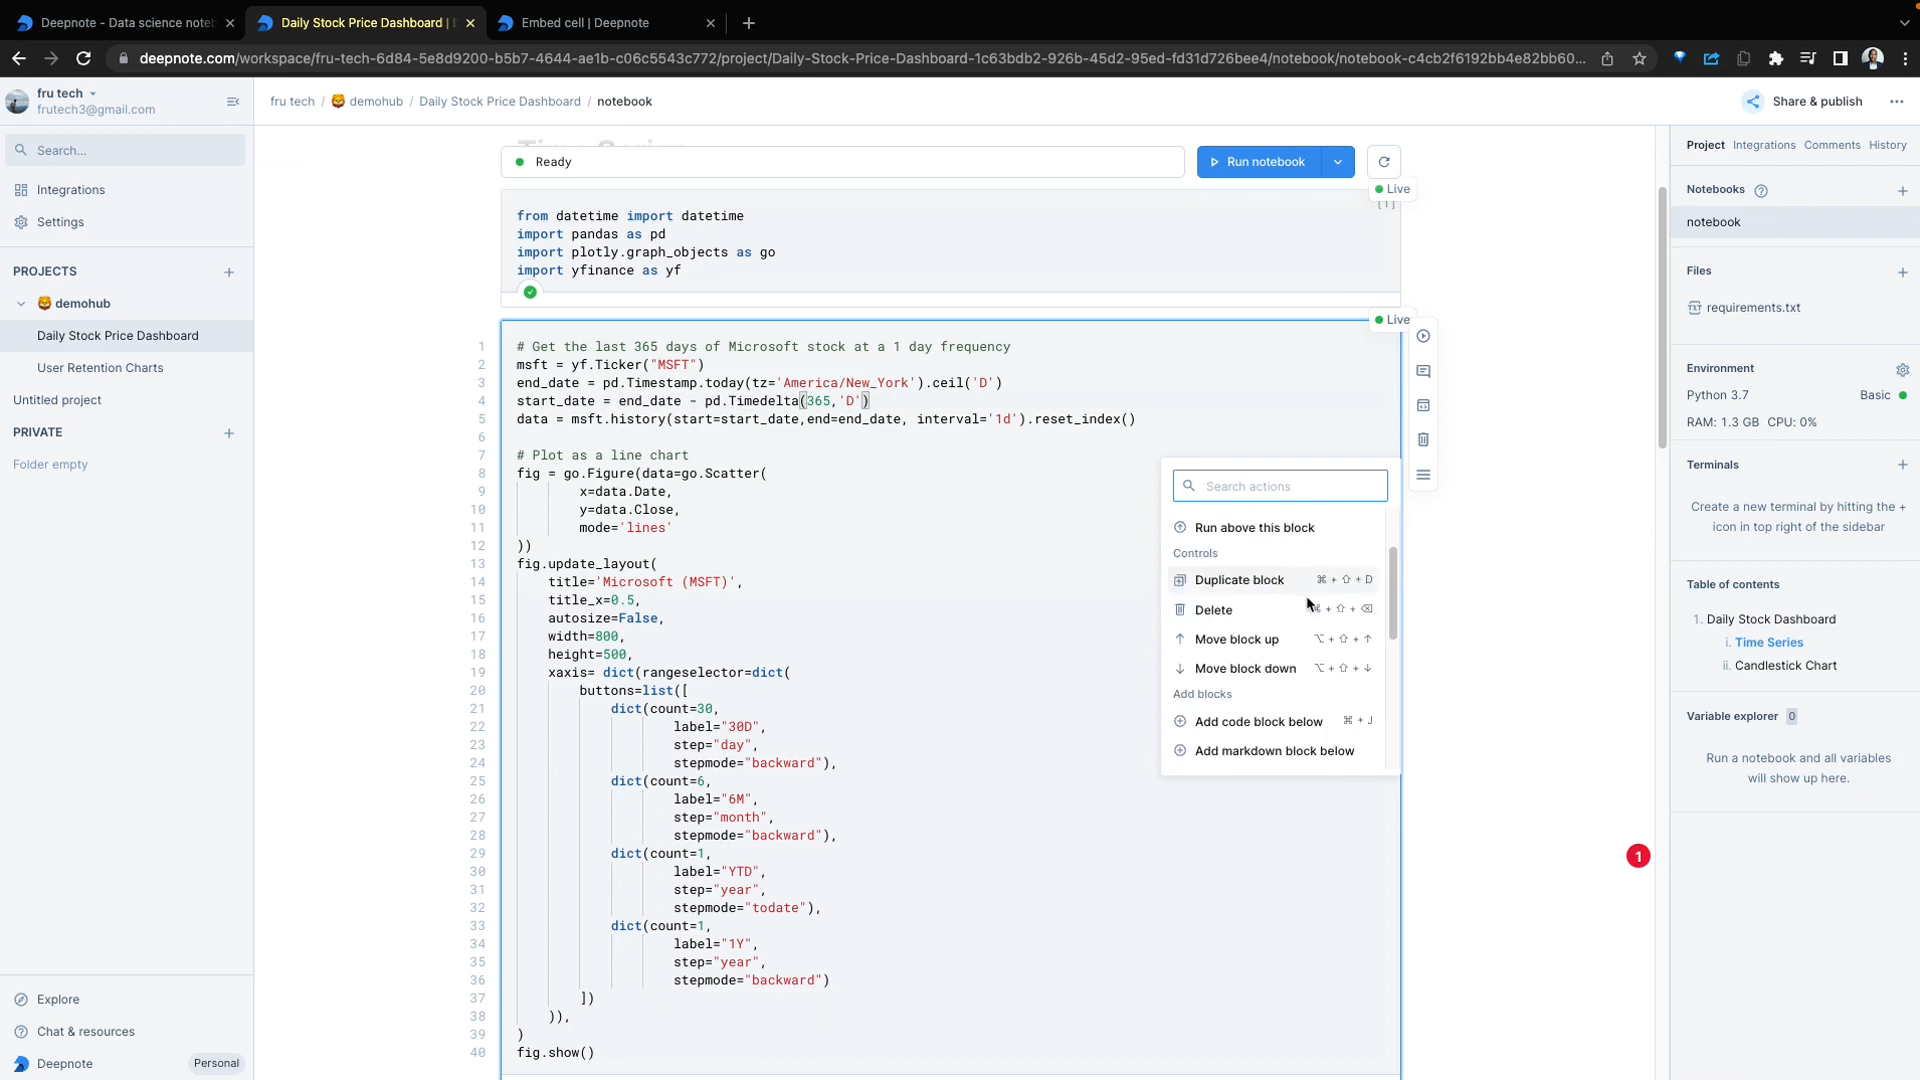 Deepnote - Data science noteb
Daily Stock Price Dashboard | D
Embed cell | Deepnote
deepnote.com/workspace/fru-tech-6d84-5e8d9200-b5b7-4644-ae1b-c06c5543c772/project/Daily-Stock-Price-Dashboard-1c63bdb2-926b-45d2-95ed-fd31d726bee4/notebook/notebook-c4cb2f6192bb4e82bb60...
fru tech
frutech3@gmail.com
Search...
Integrations
Settings
PROJECTS
demohub
Daily Stock Price Dashboard
User Retention Charts
Untitled project
PRIVATE
Folder empty
Explore
Chat & resources
Deepnote
Personal
fru tech / demohub / Daily Stock Price Dashboard / notebook
Share & publish
Time Series
Ready
Run notebook
Live
[1]
from datetime import datetime
import pandas as pd
import plotly.graph_objects as go
import yfinance as yf
Live
1 # Get the last 365 days of Microsoft stock at a 1 day frequency
2 msft = yf.Ticker("MSFT")
3 end_date = pd.Timestamp.today(tz='America/New_York').ceil('D')
4 start_date = end_date - pd.Timedelta(365,'D')
5 data = msft.history(start=start_date,end=end_date, interval='1d').reset_index()
6
7 # Plot as a line chart
8 fig = go.Figure(data=go.Scatter(
9 x=data.Date,
10 y=data.Close,
11 mode='lines'
12 ))
13 fig.update_layout(
14 title='Microsoft (MSFT)',
15 title_x=0.5,
16 autosize=False,
17 width=800,
18 height=500,
19 xaxis= dict(rangeselector=dict(
20 buttons=list([
21 dict(count=30,
22 label="30D",
23 step="day",
24 stepmode="backward"),
25 dict(count=6,
26 label="6M",
27 step="month",
28 stepmode="backward"),
29 dict(count=1,
30 label="YTD",
31 step="year",
32 stepmode="todate"),
33 dict(count=1,
34 label="1Y",
35 step="year",
36 stepmode="backward")
37 ])
38 )),
39 )
40 fig.show()
Search actions
Run above this block
Controls
Duplicate block ⌘ + ⇧ + D
Delete ⌘ + ⇧ + ⌫
Move block up ⌥ + ⇧ + ↑
Move block down ⌥ + ⇧ + ↓
Add blocks
Add code block below ⌘ + J
Add markdown block below
Project Integrations Comments History
Notebooks
notebook
Files
requirements.txt
Environment
Python 3.7 Basic
RAM: 1.3 GB CPU: 0%
Terminals
Create a new terminal by hitting the +
icon in top right of the sidebar
Table of contents
1. Daily Stock Dashboard
i. Time Series
ii. Candlestick Chart
Variable explorer 0
Run a notebook and all variables
will show up here.
1